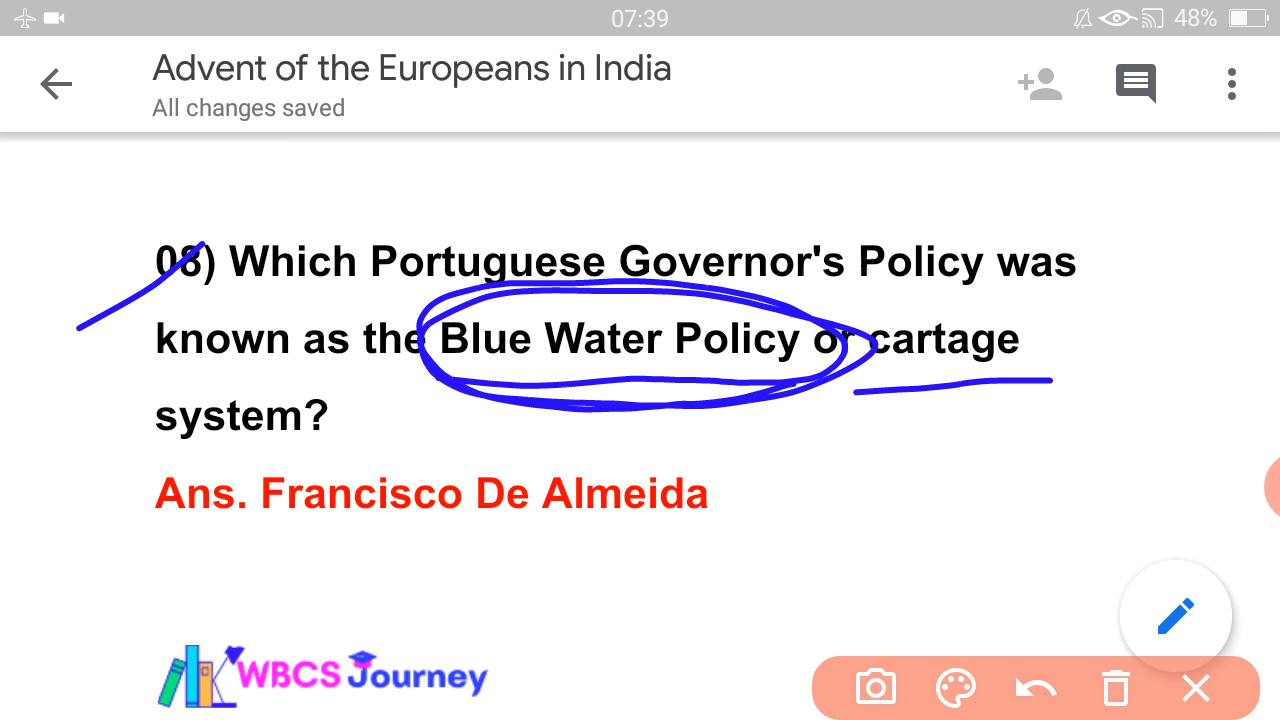 07:39
48%
Advent of the Europeans in India
All changes saved
08) Which Portuguese Governor's Policy was
known as the Blue Water Policy or cartage
system?
Ans. Francisco De Almeida
WBCS Journey